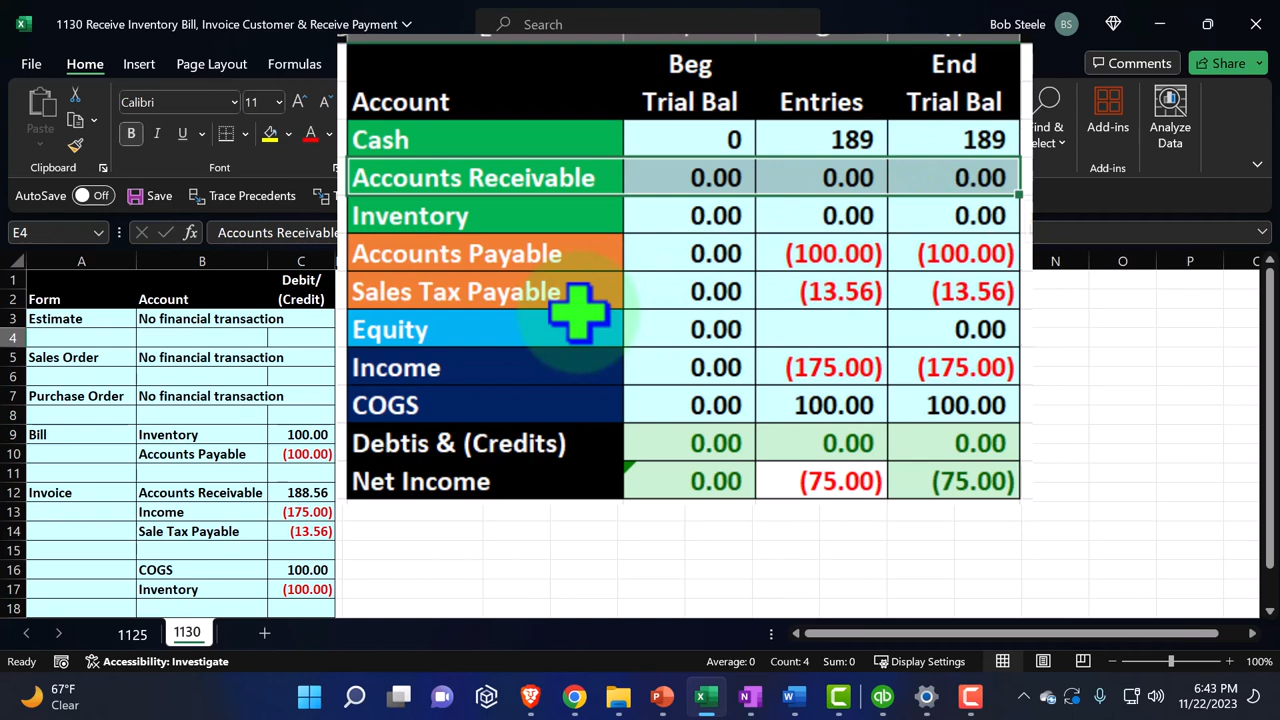 1130 Receive Inventory Bill, Invoice Customer & Receive Payment
Search
Bob Steele
BS
File
Home
Insert
Page Layout
Formulas
Comments
Share
Paste
Clipboard
Calibri
11
B I U
Find &
Select
Add-ins
Add-ins
Analyze
Data
AutoSave
Off
Save
Trace Precedents
E4
fx
Accounts Receivable
A B C N O P
Debit/
Form Account (Credit)
Estimate No financial transaction
Sales Order No financial transaction
Purchase Order No financial transaction
Bill Inventory 100.00
Accounts Payable (100.00)
Invoice Accounts Receivable 188.56
Income (175.00)
Sale Tax Payable (13.56)
COGS 100.00
Inventory (100.00)
1
2
3
4
5
6
7
8
9
10
11
12
13
14
15
16
17
18
Beg End
Account Trial Bal Entries Trial Bal
Cash 0 189 189
Accounts Receivable 0.00 0.00 0.00
Inventory 0.00 0.00 0.00
Accounts Payable 0.00 (100.00) (100.00)
Sales Tax Payable 0.00 (13.56) (13.56)
Equity 0.00 0.00
Income 0.00 (175.00) (175.00)
COGS 0.00 100.00 100.00
Debtis & (Credits) 0.00 0.00 0.00
Net Income 0.00 (75.00) (75.00)
1125 1130
Ready
Accessibility: Investigate
Average: 0 Count: 4 Sum: 0
Display Settings
100%
67°F
Clear
6:43 PM
11/22/2023